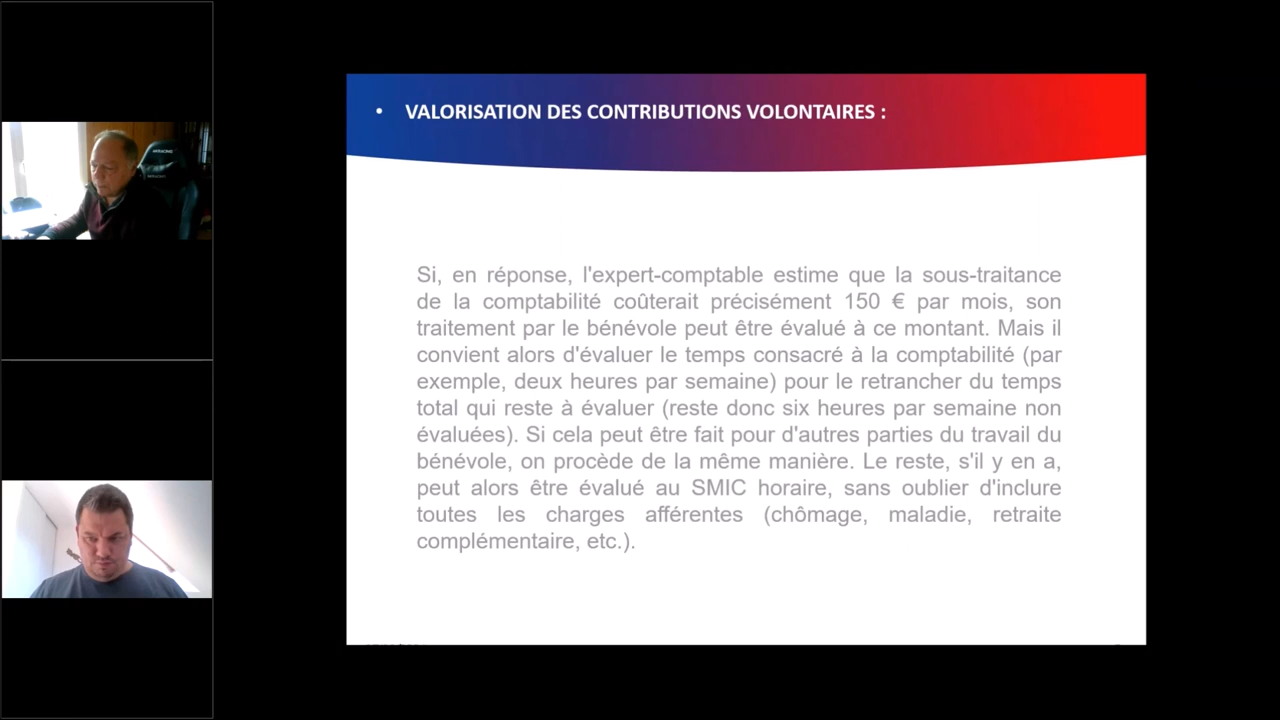 • VALORISATION DES CONTRIBUTIONS VOLONTAIRES :
Si, en réponse, l'expert-comptable estime que la sous-traitance
de la comptabilité coûterait précisément 150 € par mois, son
traitement par le bénévole peut être évalué à ce montant. Mais il
convient alors d'évaluer le temps consacré à la comptabilité (par
exemple, deux heures par semaine) pour le retrancher du temps
total qui reste à évaluer (reste donc six heures par semaine non
évaluées). Si cela peut être fait pour d'autres parties du travail du
bénévole, on procède de la même manière. Le reste, s'il y en a,
peut alors être évalué au SMIC horaire, sans oublier d'inclure
toutes les charges afférentes (chômage, maladie, retraite
complémentaire, etc.).